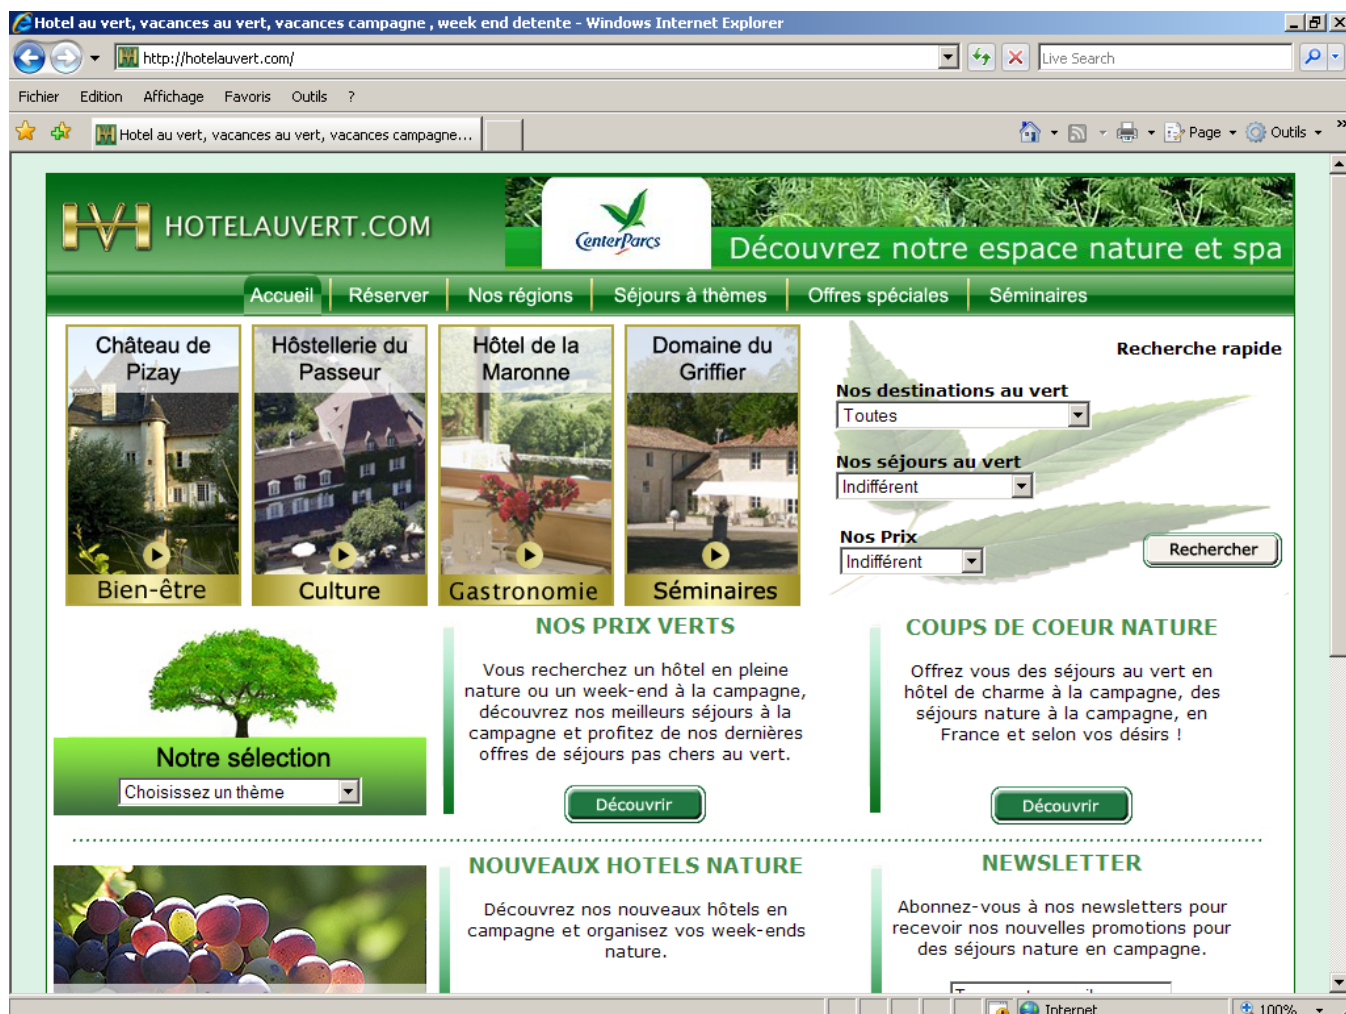 Hotel au vert, vacances au vert, vacances campagne , week end detente - Windows Internet Explorer
http://hotelauvert.com/
Live Search
Fichier Edition Affichage Favoris Outils ?
Hotel au vert, vacances au vert, vacances campagne...
Page Outils »
HOTELAUVERT.COM
CenterParcs
Découvrez notre espace nature et spa
Accueil Réserver Nos régions Séjours à thèmes Offres spéciales Séminaires
Château de Pizay
Bien-être
Hôstellerie du Passeur
Culture
Hôtel de la Maronne
Gastronomie
Domaine du Griffier
Séminaires
Recherche rapide
Nos destinations au vert
Toutes
Nos séjours au vert
Indifférent
Nos Prix
Indifférent
Rechercher
Notre sélection
Choisissez un thème
NOS PRIX VERTS
Vous recherchez un hôtel en pleine
nature ou un week-end à la campagne,
découvrez nos meilleurs séjours à la
campagne et profitez de nos dernières
offres de séjours pas chers au vert.
Découvrir
COUPS DE COEUR NATURE
Offrez vous des séjours au vert en
hôtel de charme à la campagne, des
séjours nature à la campagne, en
France et selon vos désirs !
Découvrir
NOUVEAUX HOTELS NATURE
Découvrez nos nouveaux hôtels en
campagne et organisez vos week-ends
nature.
NEWSLETTER
Abonnez-vous à nos newsletters pour
recevoir nos nouvelles promotions pour
des séjours nature en campagne.
Internet
100%